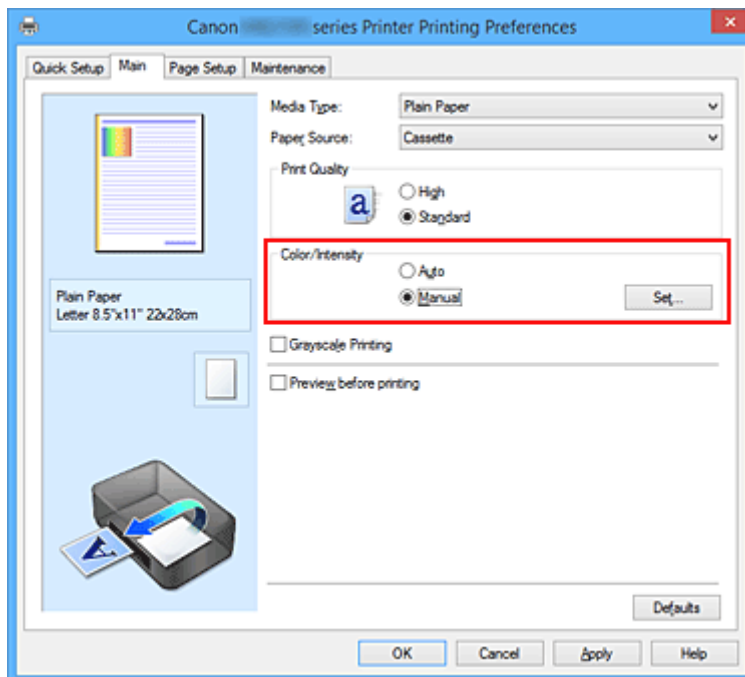 Canon series Printer Printing Preferences
Quick Setup Main Page Setup Maintenance
Media Type: Plain Paper
Paper Source: Cassette
Print Quality
High
a
Standard
Color/Intensity
Auto
Manual Set...
Plain Paper
Letter 8.5"x11" 22x28cm
Grayscale Printing
Preview before printing
A
Defaults
OK Cancel Apply Help